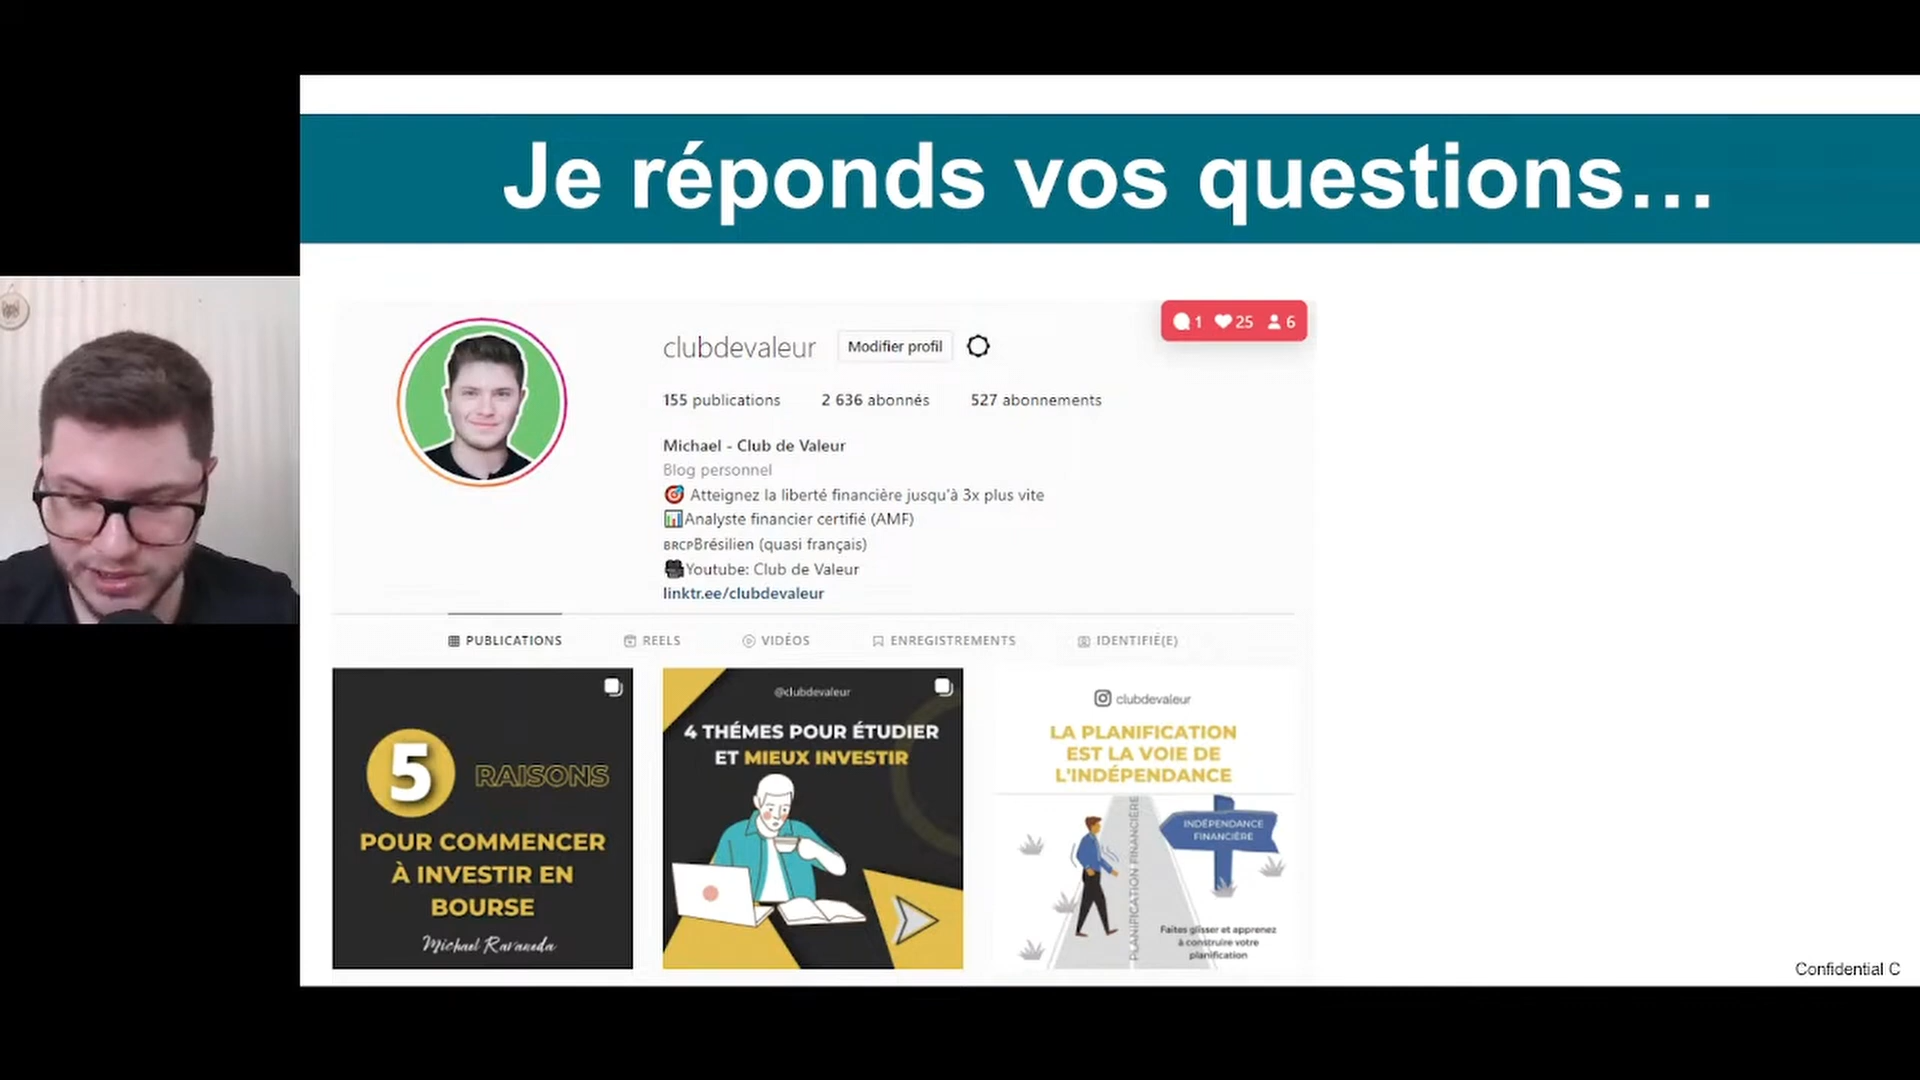 Je réponds vos questions...
clubdevaleur
Modifier profil
1 25 6
155 publications 2 636 abonnés 527 abonnements
Michael - Club de Valeur
Blog personnel
🎯 Atteignez la liberté financière jusqu'à 3x plus vite
📊Analyste financier certifié (AMF)
BRCPBrésilien (quasi français)
🎥Youtube: Club de Valeur
linktr.ee/clubdevaleur
PUBLICATIONS REELS VIDÉOS ENREGISTREMENTS IDENTIFIÉ(E)
5 RAISONS
POUR COMMENCER
À INVESTIR EN
BOURSE
Michael Ravaneda
@clubdevaleur
4 THÉMES POUR ÉTUDIER
ET MIEUX INVESTIR
clubdevaleur
LA PLANIFICATION
EST LA VOIE DE
L'INDÉPENDANCE
INDÉPENDANCE
FINANCIÈRE
PLANIFICATION FINANCIÈRE
Faites glisser et apprenez
à construire votre
planification
Confidential C